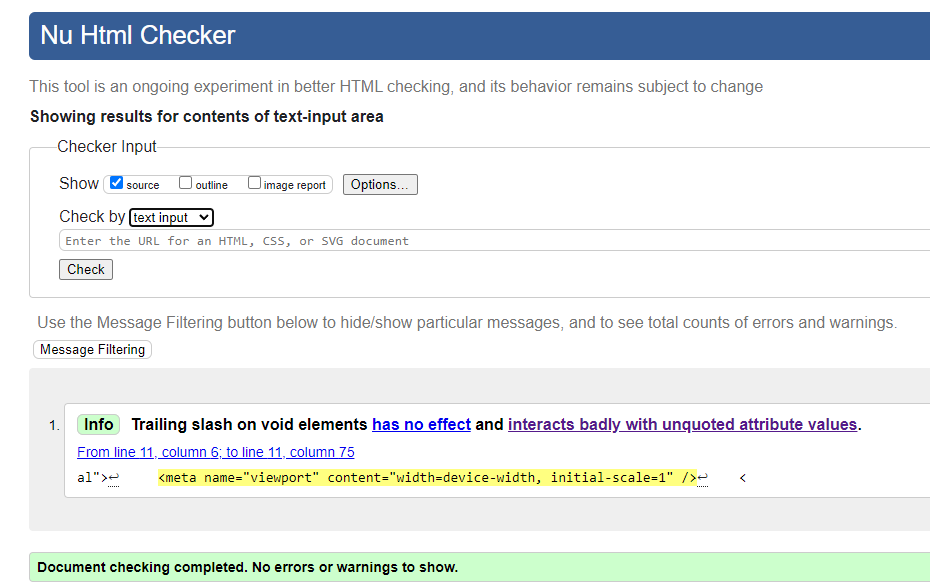 Nu Html Checker
This tool is an ongoing experiment in better HTML checking, and its behavior remains subject to change
Showing results for contents of text-input area
Checker Input
Show source outline image report Options...
Check by text input
Enter the URL for an HTML, CSS, or SVG document
Check
Use the Message Filtering button below to hide/show particular messages, and to see total counts of errors and warnings.
Message Filtering
1. Info Trailing slash on void elements has no effect and interacts badly with unquoted attribute values.
From line 11, column 6; to line 11, column 75
al">↩ <meta name="viewport" content="width=device-width, initial-scale=1" />↩ <
Document checking completed. No errors or warnings to show.